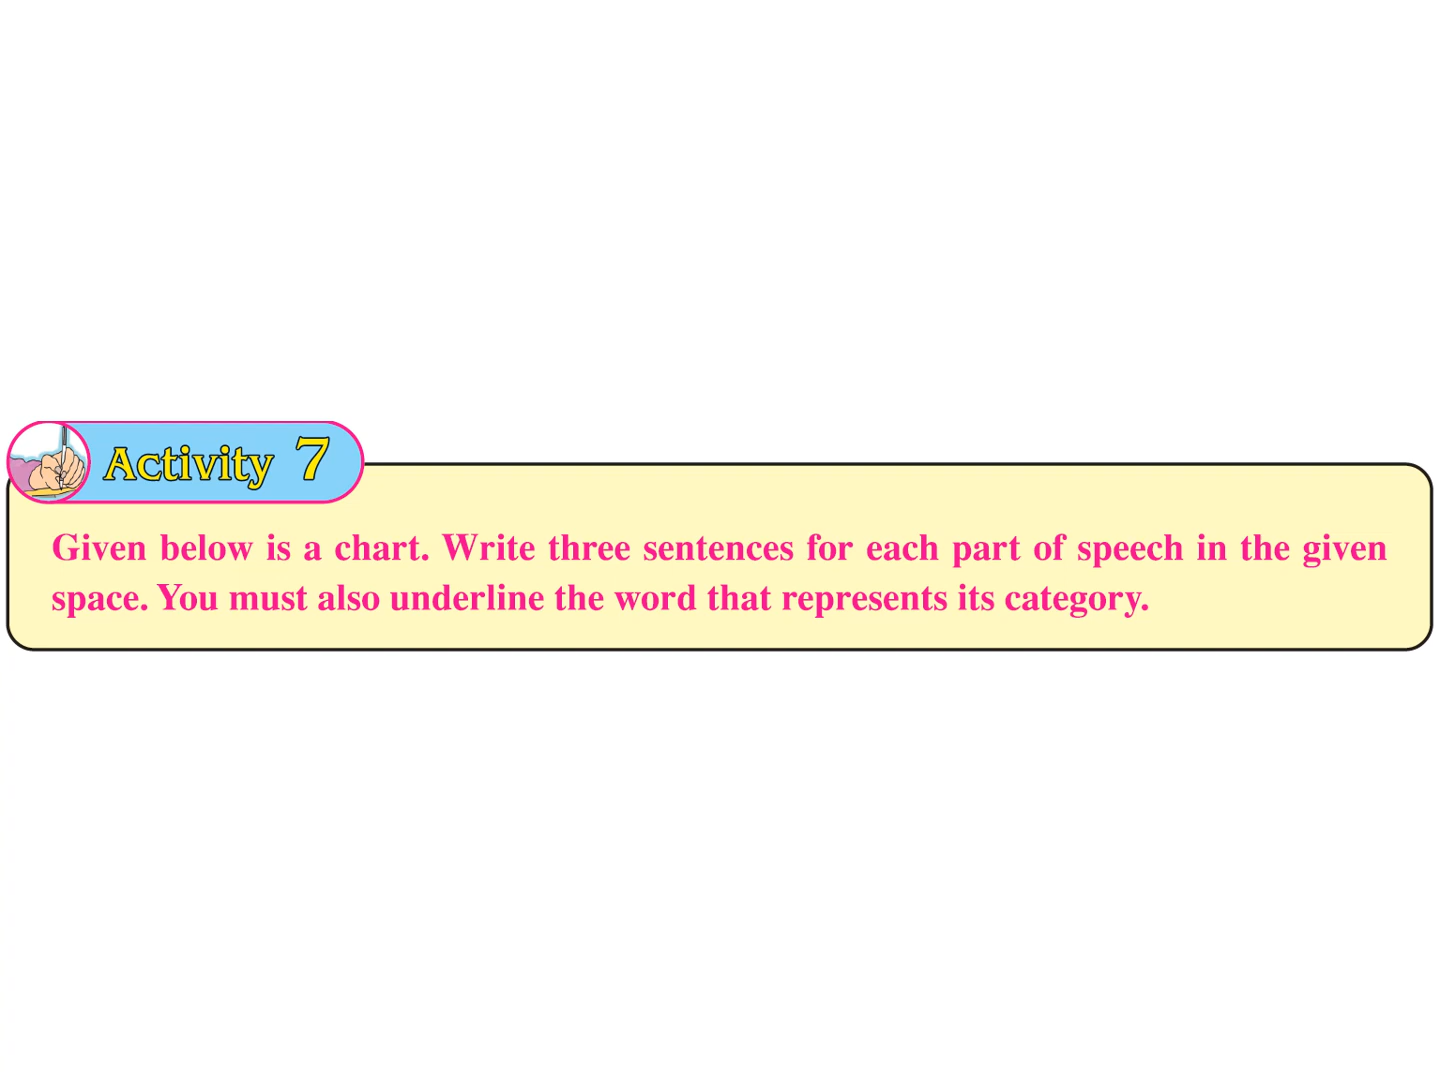 Activity 7
Given below is a chart. Write three sentences for each part of speech in the given
space. You must also underline the word that represents its category.